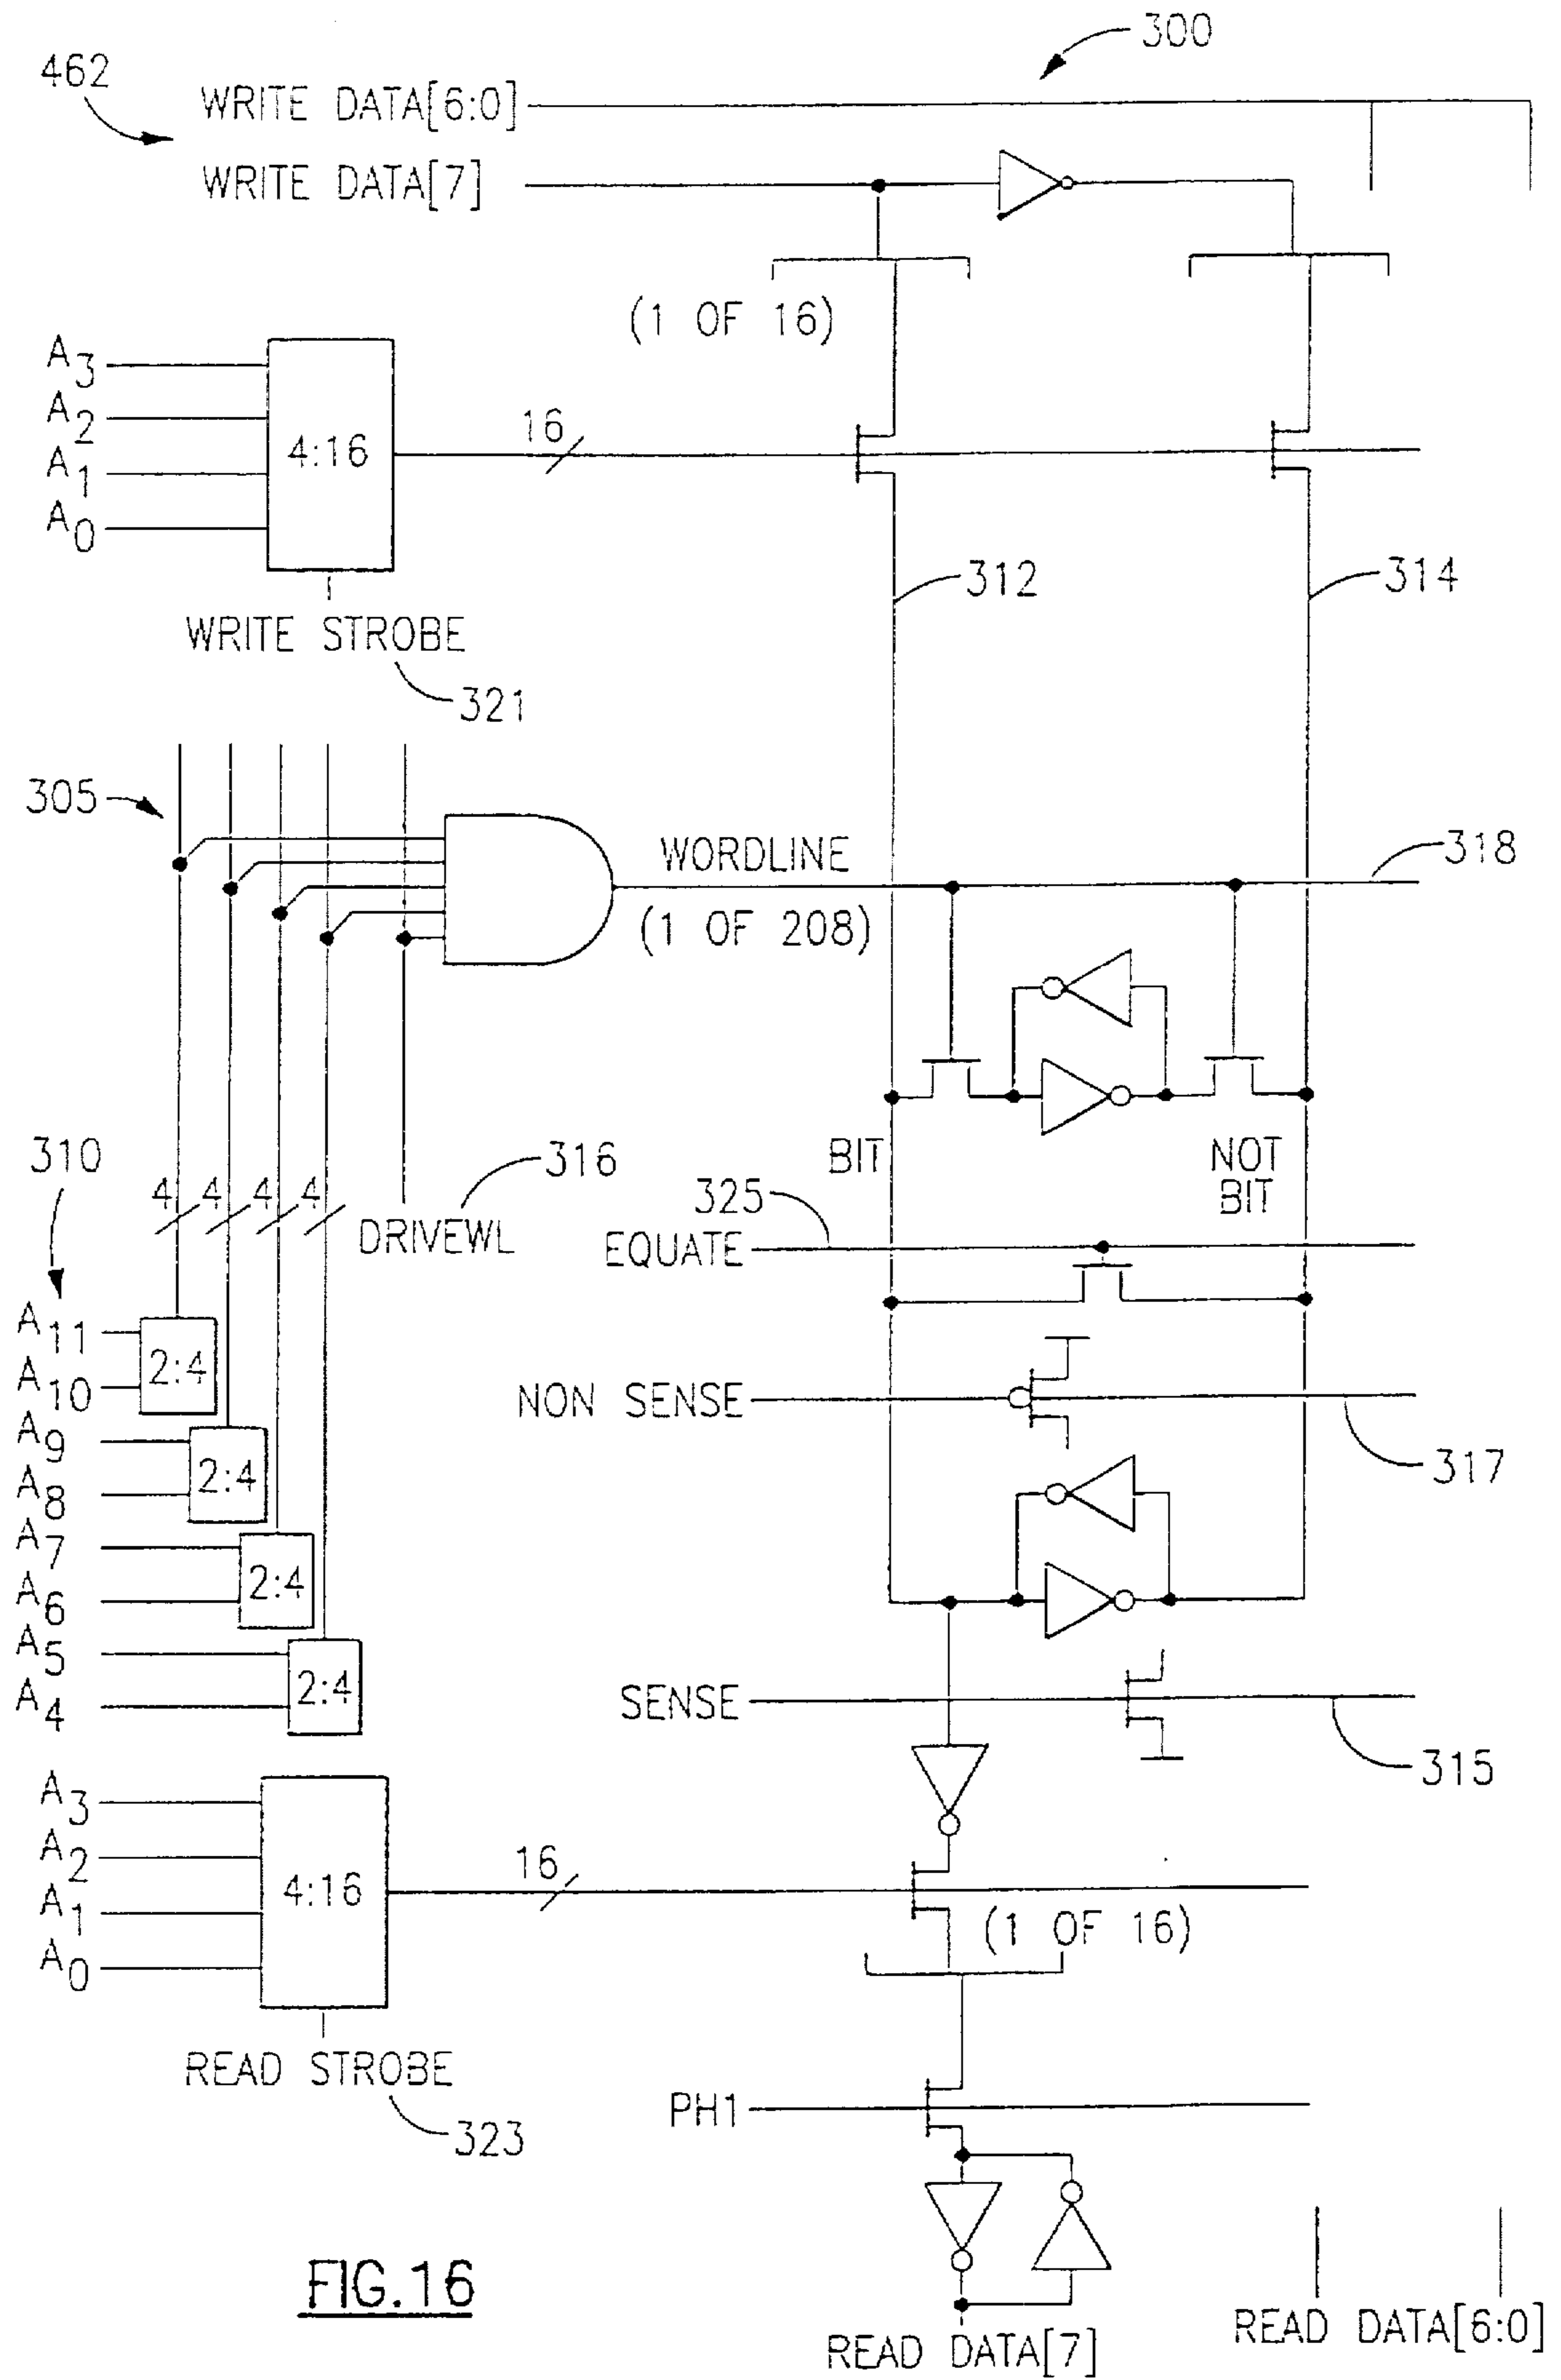 300
462
WRITE DATA[6:0]
WRITE DATA[7]
(1 OF 16)
A3
A2
A1
A0
4:16
16
312
314
WRITE STROBE
321
305
WORDLINE
318
(1 OF 208)
310
BIT
NOT
BIT
316
4
4
4
4
325
DRIVEWL
EQUATE
A11
A10
2:4
NON SENSE
A9
A8
2:4
317
A7
A6
2:4
A5
A4
2:4
SENSE
315
A3
A2
A1
A0
4:16
16
(1 OF 16)
READ STROBE
323
PH1
FIG.16
READ DATA[7]
READ DATA[6:0]